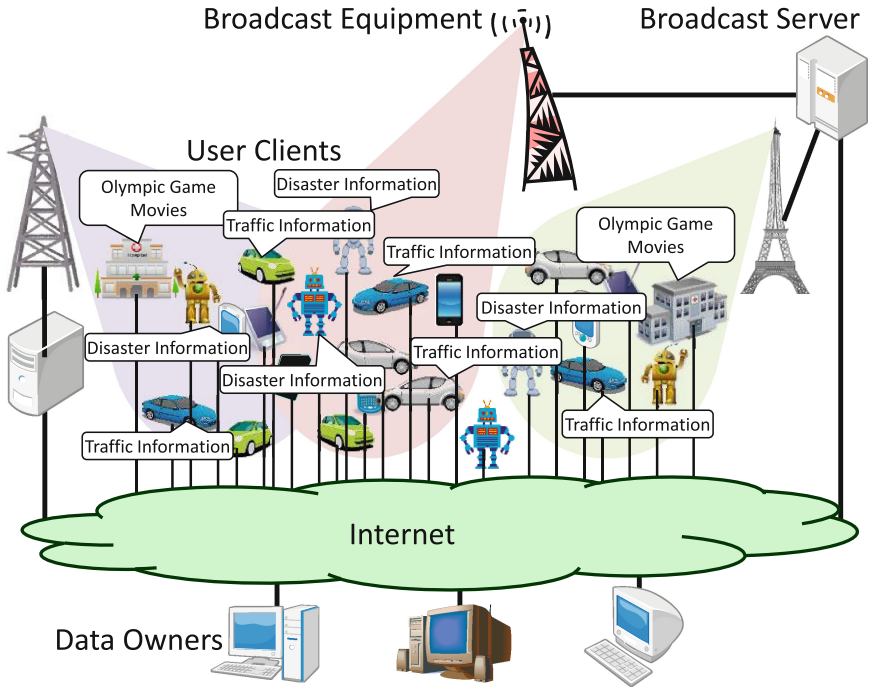 Broadcast Equipment
Broadcast Server
User Clients
Disaster Information
Olympic Game
Movies
Traffic Information
Olympic Game
Movies
Traffic Information
Disaster Information
Disaster Information
Traffic Information
Disaster Information
Traffic Information
Traffic Information
Internet
Data Owners